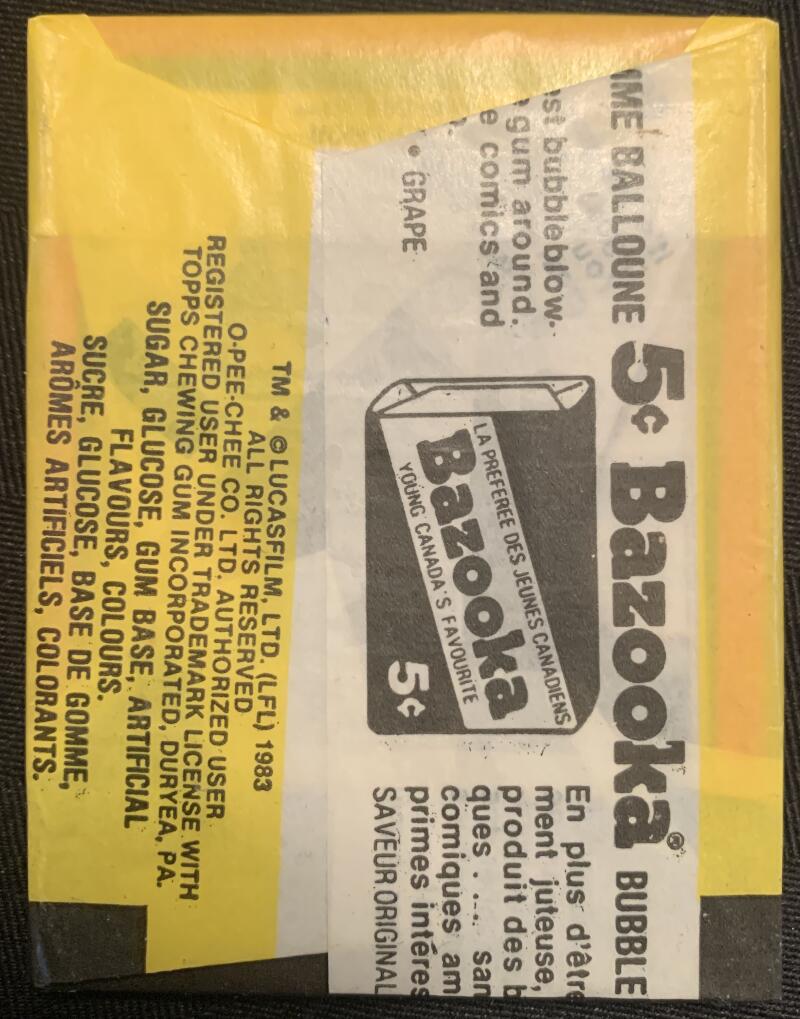 ME BALLOUNE 5¢ Bazooka® BUBBLE
est bubbleblow-
gum around.
e comics and
• GRAPE
LA PREFEREE DES JEUNES CANADIENS
Bazooka
YOUNG CANADA'S FAVOURITE
5¢
En plus d'être
ment juteuse,
produit des b
ques . . . san
comiques am
primes intéres
SAVEUR ORIGINAL
TM & © LUCASFILM, LTD. (LFL) 1983
ALL RIGHTS RESERVED
O-PEE-CHEE CO. LTD. AUTHORIZED USER
REGISTERED USER UNDER TRADEMARK LICENSE WITH
TOPPS CHEWING GUM INCORPORATED, DURYEA, PA.
SUGAR, GLUCOSE, GUM BASE, ARTIFICIAL
FLAVOURS, COLOURS.
SUCRE, GLUCOSE, BASE DE GOMME,
ARÔMES ARTIFICIELS, COLORANTS.